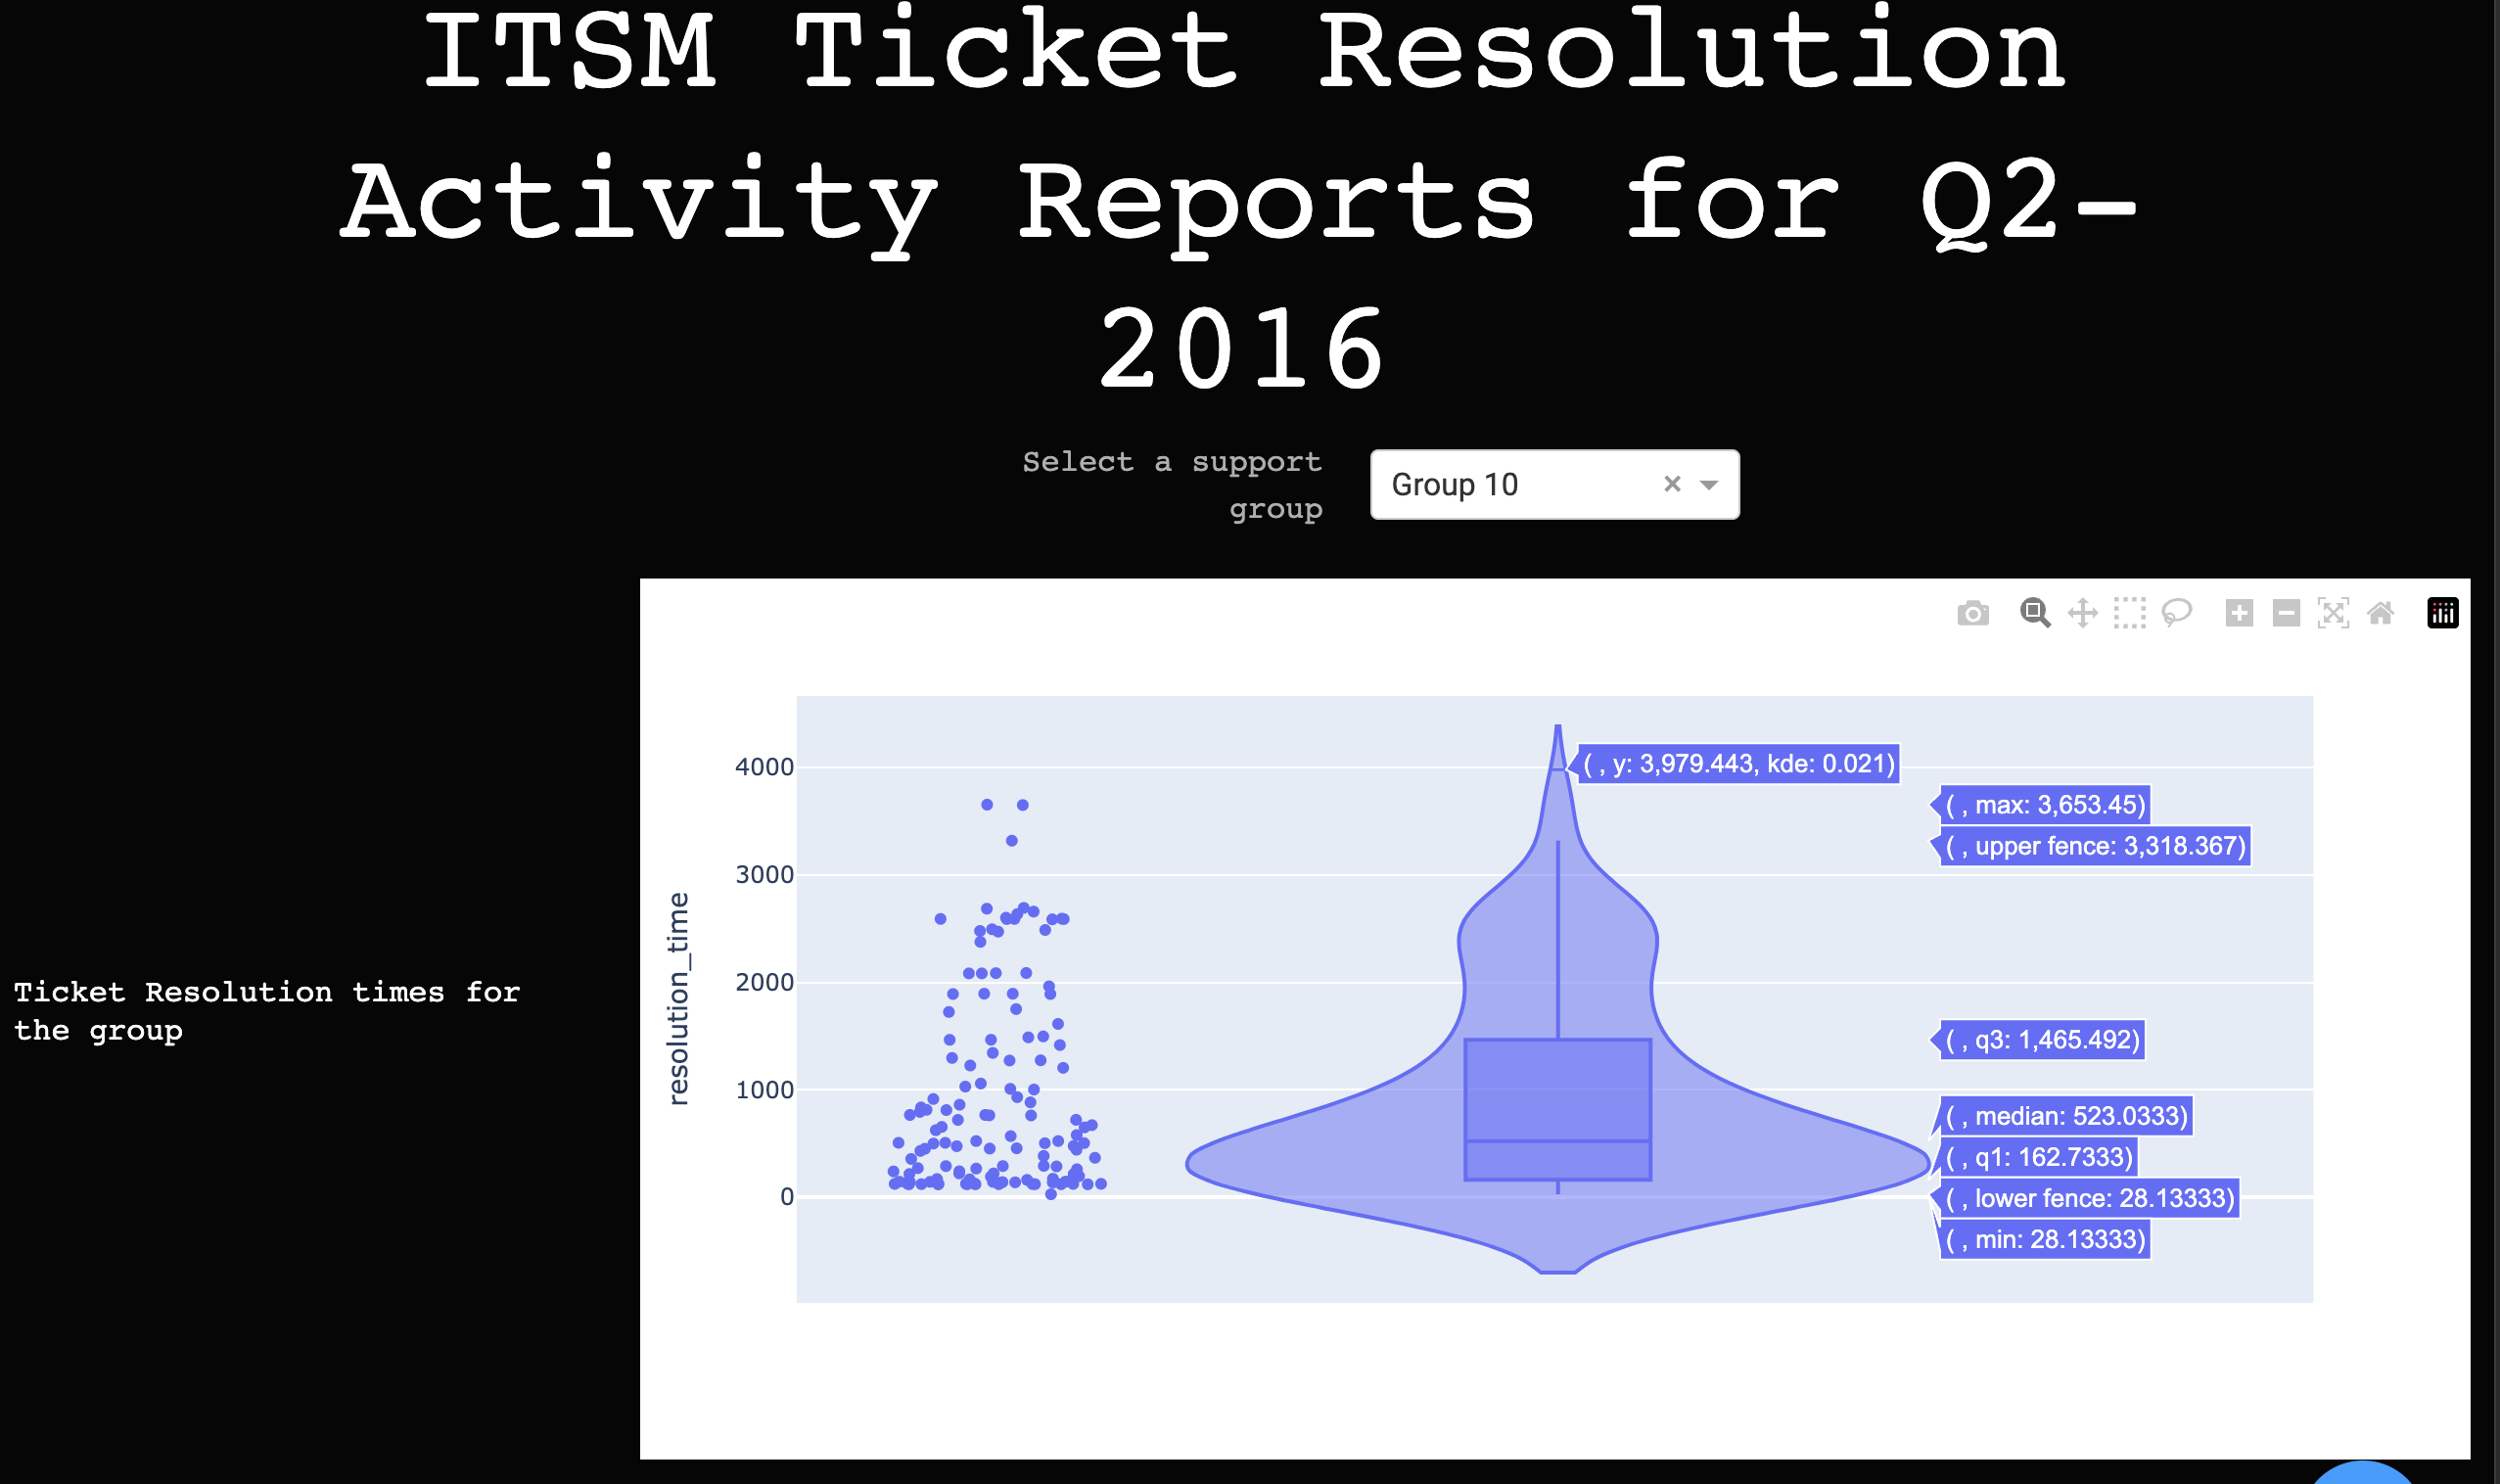 ITSM Ticket Resolution
Activity Reports for Q2-
2016
Select a support
group
Group 10
Ticket Resolution times for
the group
resolution_time
4000
3000
2000
1000
0
( , y: 3,979.443, kde: 0.021)
( , max: 3,653.45)
( , upper fence: 3,318.367)
( , q3: 1,465.492)
( , median: 523.0333)
( , q1: 162.7333)
( , lower fence: 28.13333)
( , min: 28.13333)